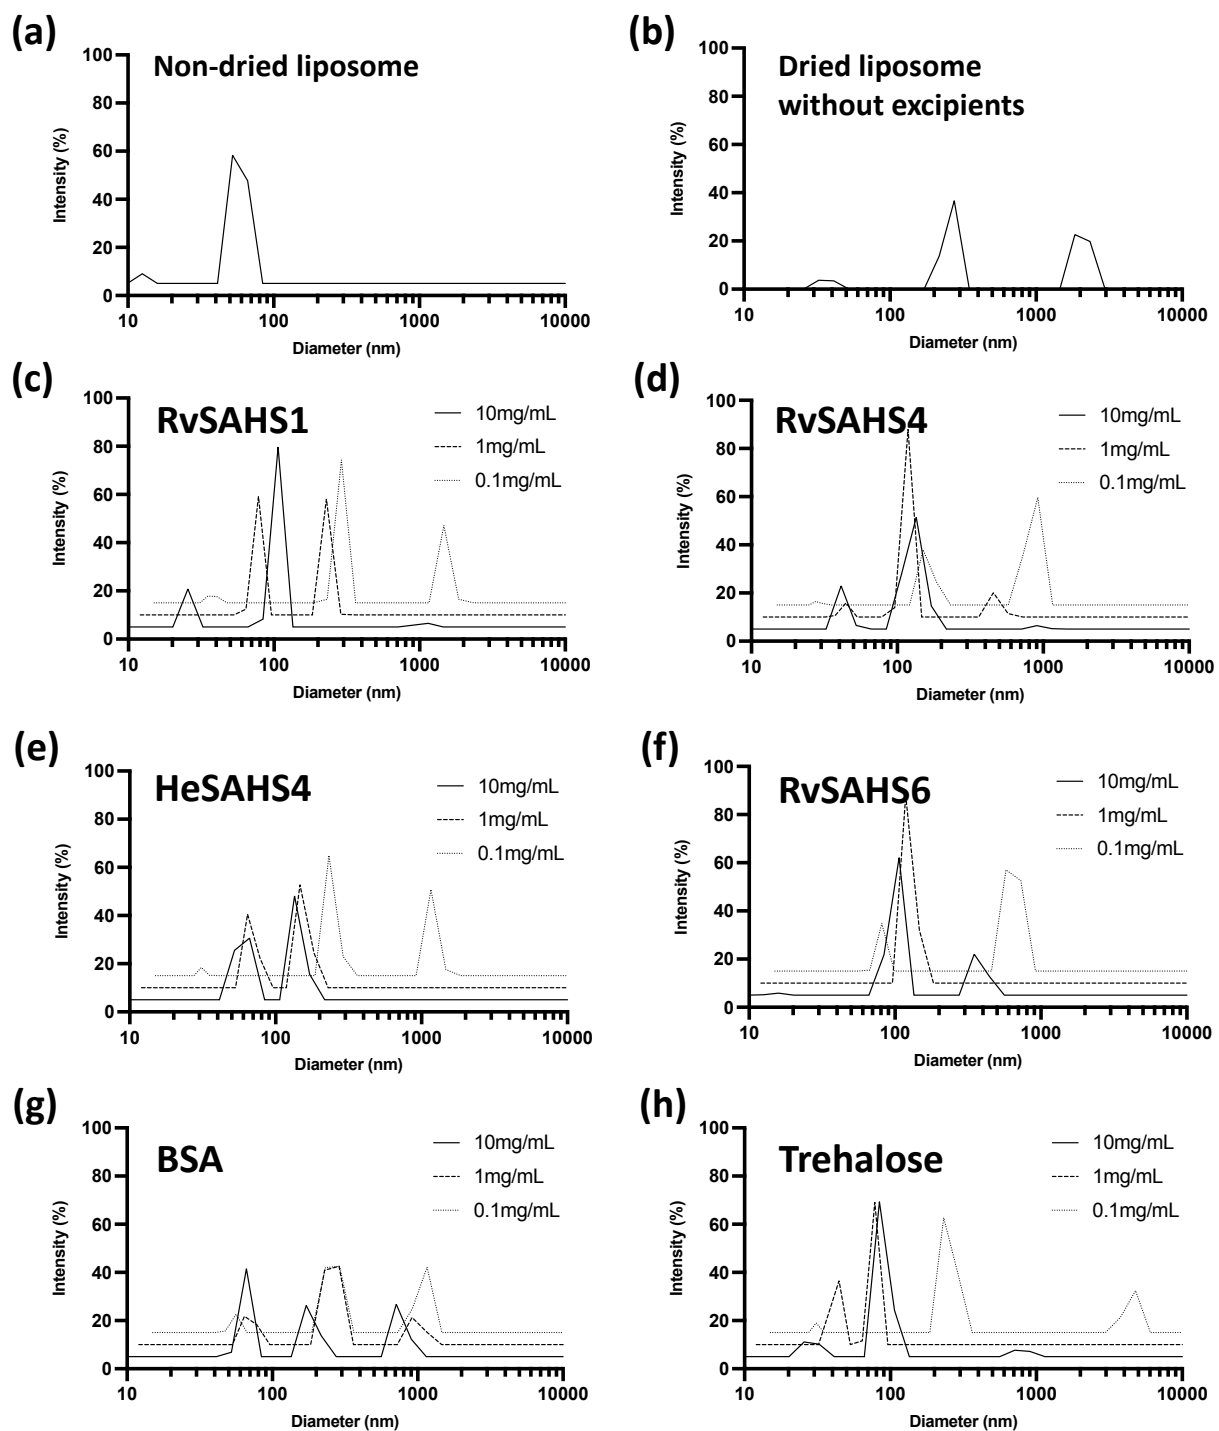 (a)
Non-dried liposome
Intensity (%)
100
80
60
40
20
0
10
100
1000
10000
Diameter (nm)
(b)
Dried liposome
without excipients
Intensity (%)
100
80
60
40
20
0
10
100
1000
10000
Diameter (nm)
(c)
RvSAHS1
10mg/mL
1mg/mL
0.1mg/mL
Intensity (%)
100
80
60
40
20
0
10
100
1000
10000
Diameter (nm)
(d)
RvSAHS4
10mg/mL
1mg/mL
0.1mg/mL
Intensity (%)
100
80
60
40
20
0
10
100
1000
10000
Diameter (nm)
(e)
HeSAHS4
10mg/mL
1mg/mL
0.1mg/mL
Intensity (%)
100
80
60
40
20
0
10
100
1000
10000
Diameter (nm)
(f)
RvSAHS6
10mg/mL
1mg/mL
0.1mg/mL
Intensity (%)
100
80
60
40
20
0
10
100
1000
10000
Diameter (nm)
(g)
BSA
10mg/mL
1mg/mL
0.1mg/mL
Intensity (%)
100
80
60
40
20
0
10
100
1000
10000
Diameter (nm)
(h)
Trehalose
10mg/mL
1mg/mL
0.1mg/mL
Intensity (%)
100
80
60
40
20
0
10
100
1000
10000
Diameter (nm)